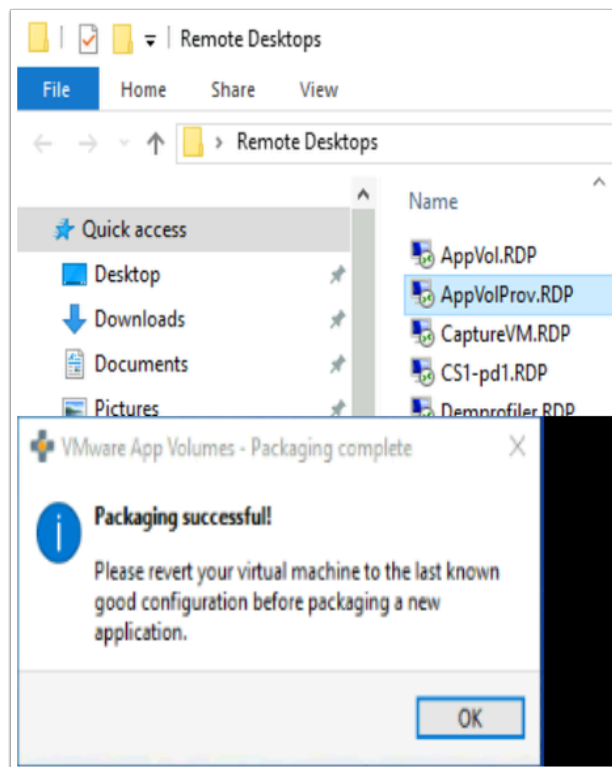 Remote Desktops
File Home Share View
Remote Desktops
Name
Quick access
Desktop
Downloads
Documents
Pictures
AppVol.RDP
AppVolProv.RDP
CaptureVM.RDP
CS1-pd1.RDP
Demprofiler.RDP
VMware App Volumes - Packaging complete
Packaging successful!
Please revert your virtual machine to the last known
good configuration before packaging a new
application.
OK